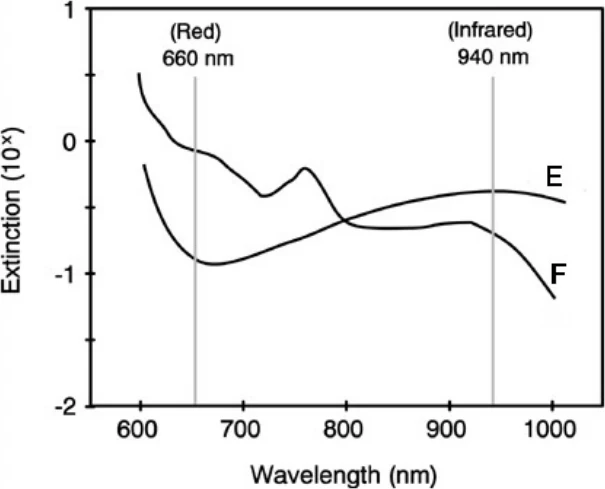 1
(Red)
660 nm
(Infrared)
940 nm
0
E
-1
F
-2
600 700 800 900 1000
Wavelength (nm)
Extinction (10ˣ)